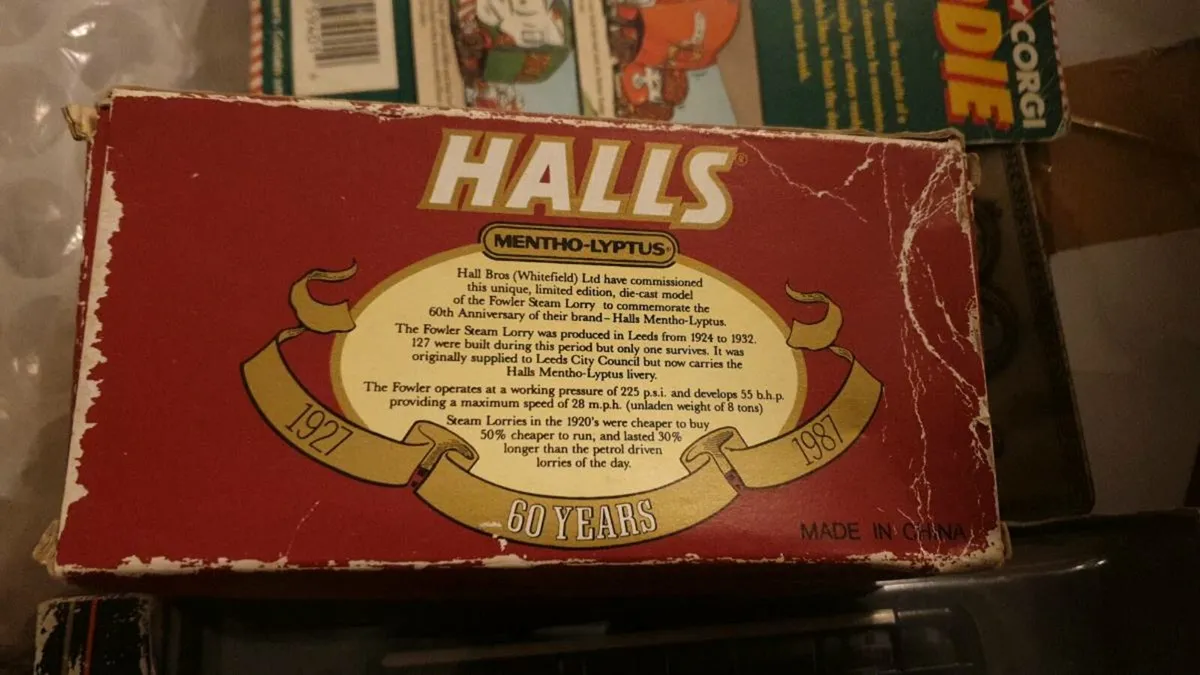 CORGI
HALLS®
MENTHO-LYPTUS®
Hall Bros (Whitefield) Ltd have commissioned
this unique, limited edition, die-cast model
of the Fowler Steam Lorry to commemorate the
60th Anniversary of their brand – Halls Mentho-Lyptus.
The Fowler Steam Lorry was produced in Leeds from 1924 to 1932.
127 were built during this period but only one survives. It was
originally supplied to Leeds City Council but now carries the
Halls Mentho-Lyptus livery.
The Fowler operates at a working pressure of 225 p.s.i. and develops 55 b.h.p.
providing a maximum speed of 28 m.p.h. (unladen weight of 8 tons)
Steam Lorries in the 1920's were cheaper to buy
50% cheaper to run, and lasted 30%
longer than the petrol driven
lorries of the day.
1927
1987
60 YEARS
MADE IN CHINA